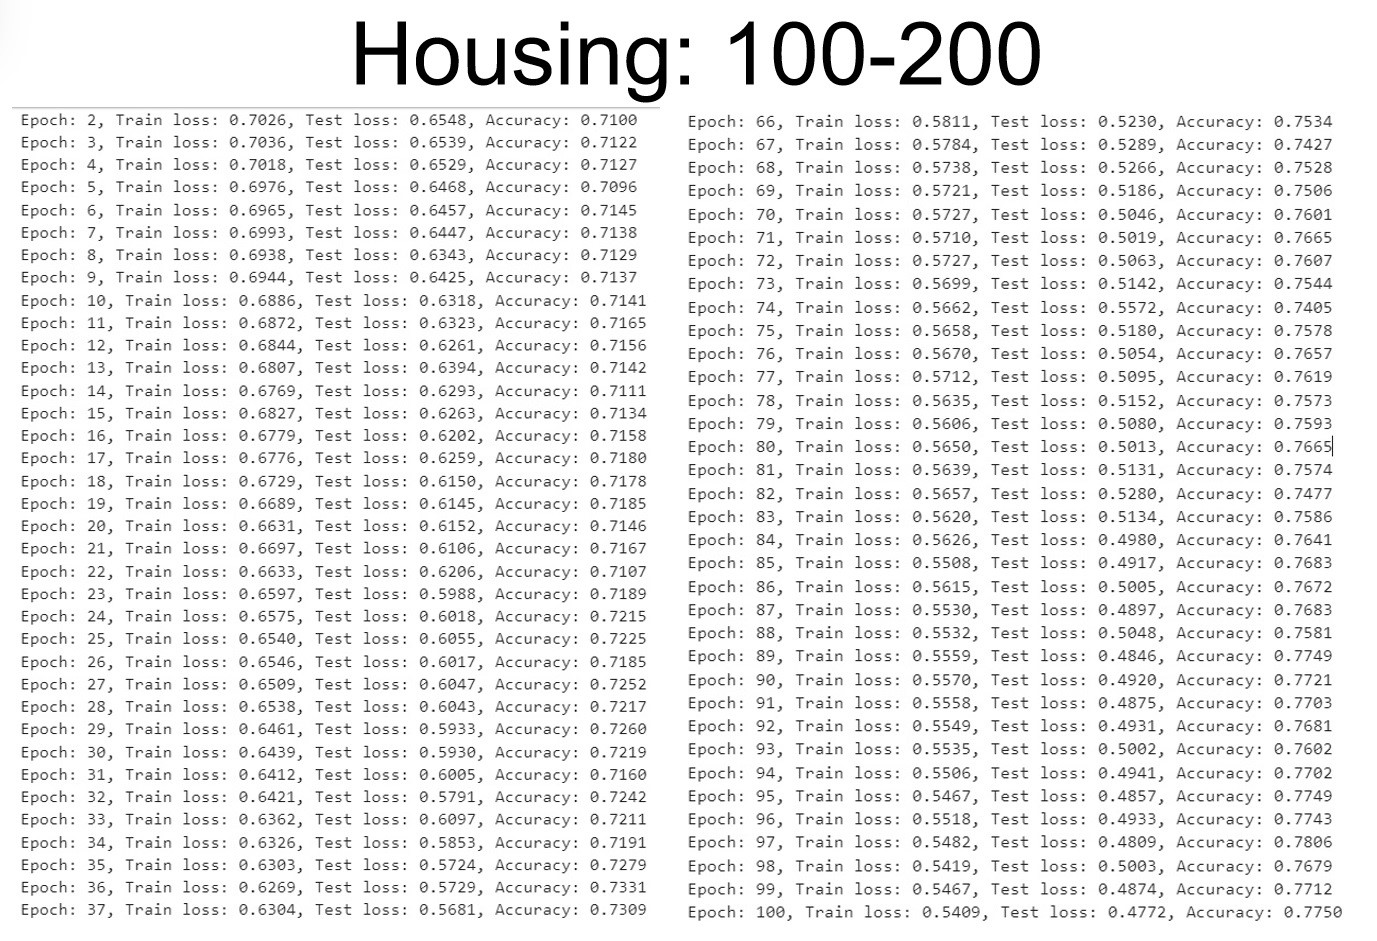 Housing: 100-200
Epoch: 2, Train loss: 0.7026, Test loss: 0.6548, Accuracy: 0.7100
Epoch: 3, Train loss: 0.7036, Test loss: 0.6539, Accuracy: 0.7122
Epoch: 4, Train loss: 0.7018, Test loss: 0.6529, Accuracy: 0.7127
Epoch: 5, Train loss: 0.6976, Test loss: 0.6468, Accuracy: 0.7096
Epoch: 6, Train loss: 0.6965, Test loss: 0.6457, Accuracy: 0.7145
Epoch: 7, Train loss: 0.6993, Test loss: 0.6447, Accuracy: 0.7138
Epoch: 8, Train loss: 0.6938, Test loss: 0.6343, Accuracy: 0.7129
Epoch: 9, Train loss: 0.6944, Test loss: 0.6425, Accuracy: 0.7137
Epoch: 10, Train loss: 0.6886, Test loss: 0.6318, Accuracy: 0.7141
Epoch: 11, Train loss: 0.6872, Test loss: 0.6323, Accuracy: 0.7165
Epoch: 12, Train loss: 0.6844, Test loss: 0.6261, Accuracy: 0.7156
Epoch: 13, Train loss: 0.6807, Test loss: 0.6394, Accuracy: 0.7142
Epoch: 14, Train loss: 0.6769, Test loss: 0.6293, Accuracy: 0.7111
Epoch: 15, Train loss: 0.6827, Test loss: 0.6263, Accuracy: 0.7134
Epoch: 16, Train loss: 0.6779, Test loss: 0.6202, Accuracy: 0.7158
Epoch: 17, Train loss: 0.6776, Test loss: 0.6259, Accuracy: 0.7180
Epoch: 18, Train loss: 0.6729, Test loss: 0.6150, Accuracy: 0.7178
Epoch: 19, Train loss: 0.6689, Test loss: 0.6145, Accuracy: 0.7185
Epoch: 20, Train loss: 0.6631, Test loss: 0.6152, Accuracy: 0.7146
Epoch: 21, Train loss: 0.6697, Test loss: 0.6106, Accuracy: 0.7167
Epoch: 22, Train loss: 0.6633, Test loss: 0.6206, Accuracy: 0.7107
Epoch: 23, Train loss: 0.6597, Test loss: 0.5988, Accuracy: 0.7189
Epoch: 24, Train loss: 0.6575, Test loss: 0.6018, Accuracy: 0.7215
Epoch: 25, Train loss: 0.6540, Test loss: 0.6055, Accuracy: 0.7225
Epoch: 26, Train loss: 0.6546, Test loss: 0.6017, Accuracy: 0.7185
Epoch: 27, Train loss: 0.6509, Test loss: 0.6047, Accuracy: 0.7252
Epoch: 28, Train loss: 0.6538, Test loss: 0.6043, Accuracy: 0.7217
Epoch: 29, Train loss: 0.6461, Test loss: 0.5933, Accuracy: 0.7260
Epoch: 30, Train loss: 0.6439, Test loss: 0.5930, Accuracy: 0.7219
Epoch: 31, Train loss: 0.6412, Test loss: 0.6005, Accuracy: 0.7160
Epoch: 32, Train loss: 0.6421, Test loss: 0.5791, Accuracy: 0.7242
Epoch: 33, Train loss: 0.6362, Test loss: 0.6097, Accuracy: 0.7211
Epoch: 34, Train loss: 0.6326, Test loss: 0.5853, Accuracy: 0.7191
Epoch: 35, Train loss: 0.6303, Test loss: 0.5724, Accuracy: 0.7279
Epoch: 36, Train loss: 0.6269, Test loss: 0.5729, Accuracy: 0.7331
Epoch: 37, Train loss: 0.6304, Test loss: 0.5681, Accuracy: 0.7309
Epoch: 66, Train loss: 0.5811, Test loss: 0.5230, Accuracy: 0.7534
Epoch: 67, Train loss: 0.5784, Test loss: 0.5289, Accuracy: 0.7427
Epoch: 68, Train loss: 0.5738, Test loss: 0.5266, Accuracy: 0.7528
Epoch: 69, Train loss: 0.5721, Test loss: 0.5186, Accuracy: 0.7506
Epoch: 70, Train loss: 0.5727, Test loss: 0.5046, Accuracy: 0.7601
Epoch: 71, Train loss: 0.5710, Test loss: 0.5019, Accuracy: 0.7665
Epoch: 72, Train loss: 0.5727, Test loss: 0.5063, Accuracy: 0.7607
Epoch: 73, Train loss: 0.5699, Test loss: 0.5142, Accuracy: 0.7544
Epoch: 74, Train loss: 0.5662, Test loss: 0.5572, Accuracy: 0.7405
Epoch: 75, Train loss: 0.5658, Test loss: 0.5180, Accuracy: 0.7578
Epoch: 76, Train loss: 0.5670, Test loss: 0.5054, Accuracy: 0.7657
Epoch: 77, Train loss: 0.5712, Test loss: 0.5095, Accuracy: 0.7619
Epoch: 78, Train loss: 0.5635, Test loss: 0.5152, Accuracy: 0.7573
Epoch: 79, Train loss: 0.5606, Test loss: 0.5080, Accuracy: 0.7593
Epoch: 80, Train loss: 0.5650, Test loss: 0.5013, Accuracy: 0.7665
Epoch: 81, Train loss: 0.5639, Test loss: 0.5131, Accuracy: 0.7574
Epoch: 82, Train loss: 0.5657, Test loss: 0.5280, Accuracy: 0.7477
Epoch: 83, Train loss: 0.5620, Test loss: 0.5134, Accuracy: 0.7586
Epoch: 84, Train loss: 0.5626, Test loss: 0.4980, Accuracy: 0.7641
Epoch: 85, Train loss: 0.5508, Test loss: 0.4917, Accuracy: 0.7683
Epoch: 86, Train loss: 0.5615, Test loss: 0.5005, Accuracy: 0.7672
Epoch: 87, Train loss: 0.5530, Test loss: 0.4897, Accuracy: 0.7683
Epoch: 88, Train loss: 0.5532, Test loss: 0.5048, Accuracy: 0.7581
Epoch: 89, Train loss: 0.5559, Test loss: 0.4846, Accuracy: 0.7749
Epoch: 90, Train loss: 0.5570, Test loss: 0.4920, Accuracy: 0.7721
Epoch: 91, Train loss: 0.5558, Test loss: 0.4875, Accuracy: 0.7703
Epoch: 92, Train loss: 0.5549, Test loss: 0.4931, Accuracy: 0.7681
Epoch: 93, Train loss: 0.5535, Test loss: 0.5002, Accuracy: 0.7602
Epoch: 94, Train loss: 0.5506, Test loss: 0.4941, Accuracy: 0.7702
Epoch: 95, Train loss: 0.5467, Test loss: 0.4857, Accuracy: 0.7749
Epoch: 96, Train loss: 0.5518, Test loss: 0.4933, Accuracy: 0.7743
Epoch: 97, Train loss: 0.5482, Test loss: 0.4809, Accuracy: 0.7806
Epoch: 98, Train loss: 0.5419, Test loss: 0.5003, Accuracy: 0.7679
Epoch: 99, Train loss: 0.5467, Test loss: 0.4874, Accuracy: 0.7712
Epoch: 100, Train loss: 0.5409, Test loss: 0.4772, Accuracy: 0.7750